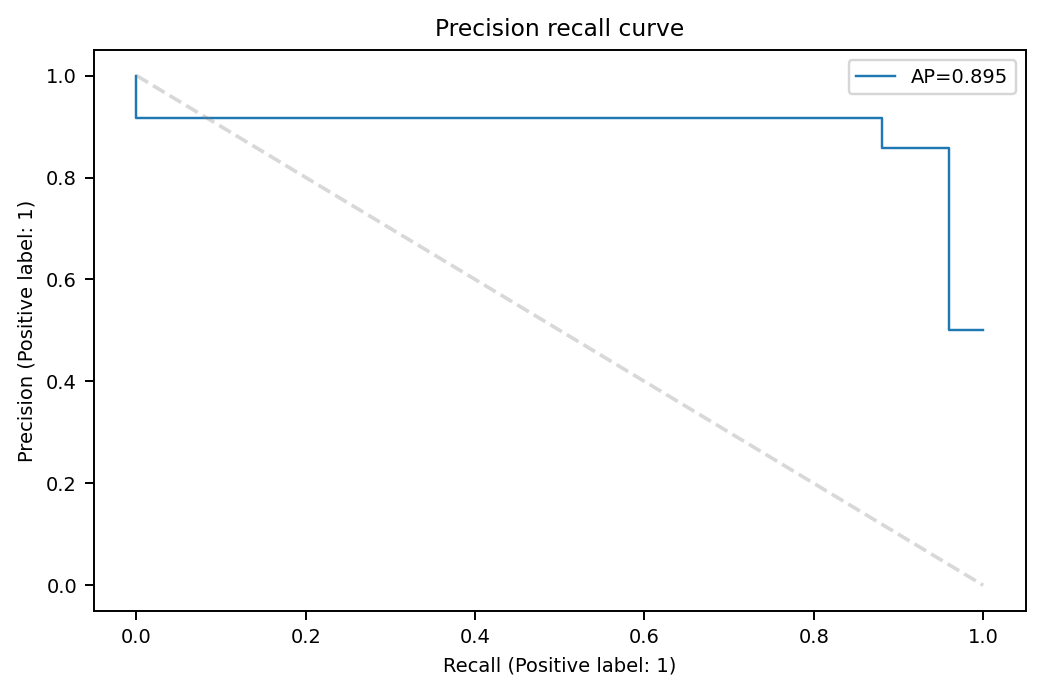 Precision recall curve
AP=0.895
Precision (Positive label: 1)
1.0
0.8
0.6
0.4
0.2
0.0
0.0 0.2 0.4 0.6 0.8 1.0
Recall (Positive label: 1)